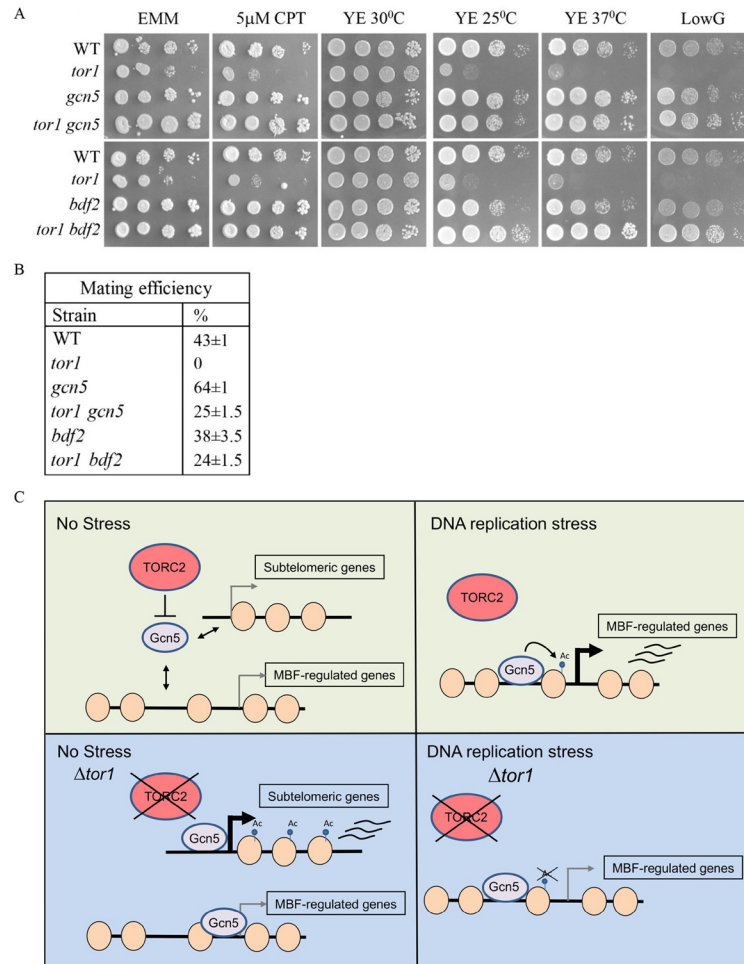 A
EMM 5μM CPT YE 30⁰C YE 25⁰C YE 37⁰C LowG
WT
tor1
gcn5
tor1 gcn5
WT
tor1
bdf2
tor1 bdf2
B
Mating efficiency
Strain %
WT 43±1
tor1 0
gcn5 64±1
tor1 gcn5 25±1.5
bdf2 38±3.5
tor1 bdf2 24±1.5
C
No Stress
TORC2
Gcn5
Subtelomeric genes
MBF-regulated genes
DNA replication stress
TORC2
Gcn5
Ac
MBF-regulated genes
No Stress
Δtor1
TORC2
Gcn5
Ac Ac Ac
Subtelomeric genes
Gcn5
MBF-regulated genes
DNA replication stress
Δtor1
TORC2
Gcn5
Ac
MBF-regulated genes